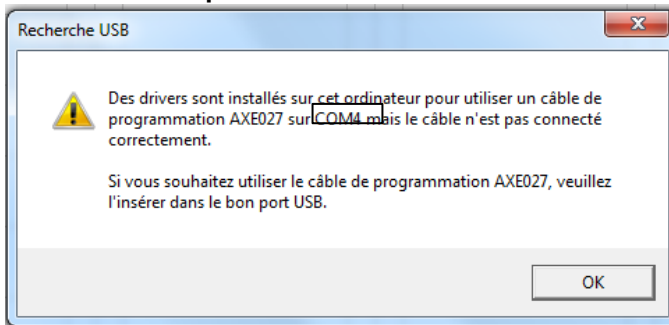 Recherche USB
Des drivers sont installés sur cet ordinateur pour utiliser un câble de
programmation AXE027 sur COM4 mais le câble n'est pas connecté
correctement.
Si vous souhaitez utiliser le câble de programmation AXE027, veuillez
l'insérer dans le bon port USB.
OK